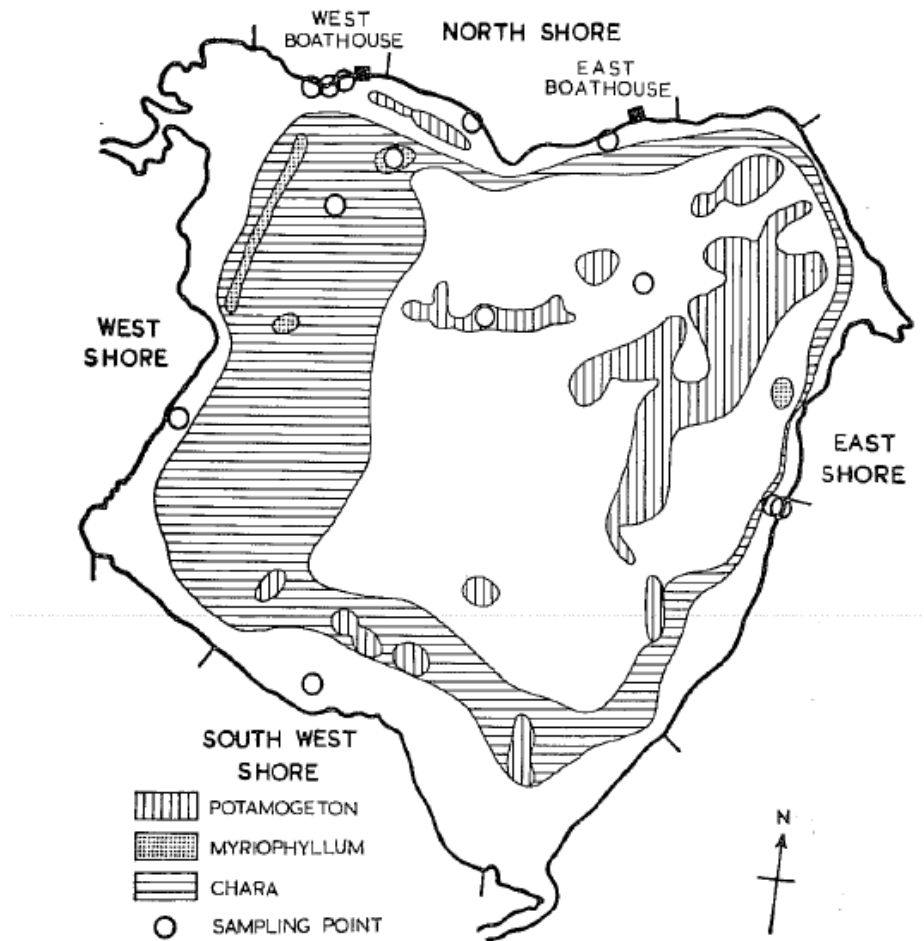 WEST
BOATHOUSE
NORTH SHORE
EAST
BOATHOUSE
WEST
SHORE
EAST
SHORE
SOUTH WEST
SHORE
POTAMOGETON
MYRIOPHYLLUM
CHARA
SAMPLING POINT
N